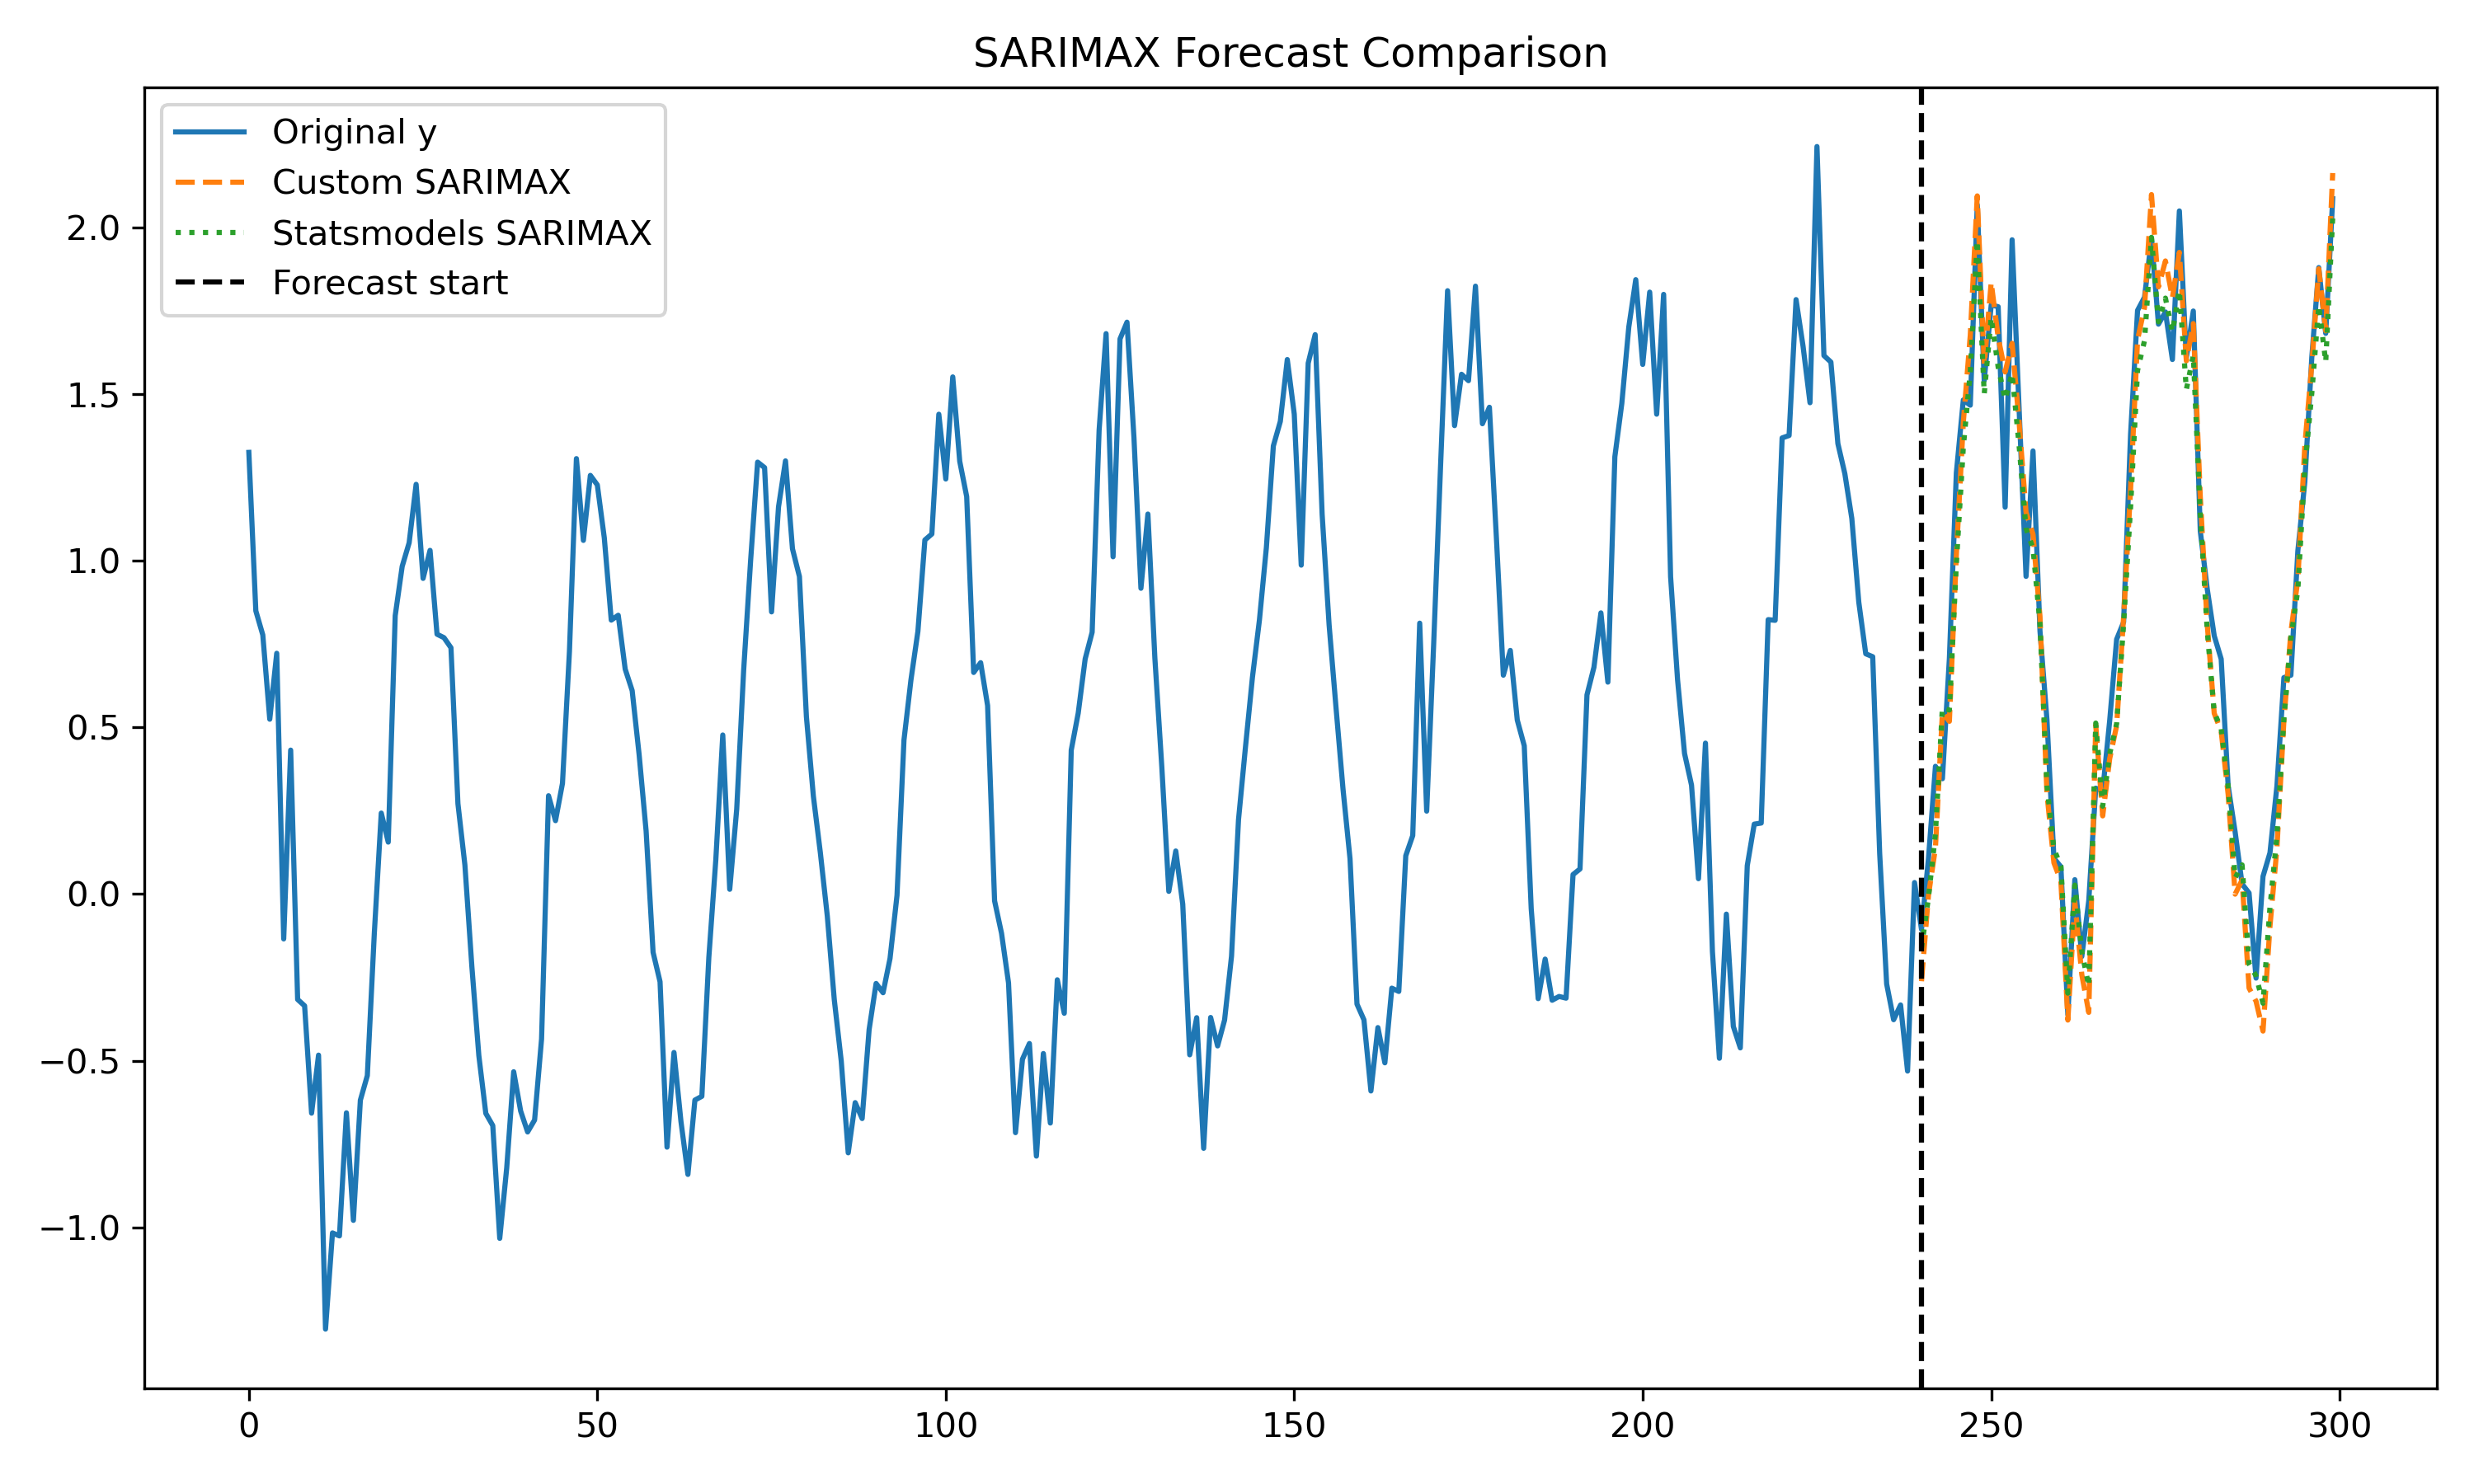 SARIMAX Forecast Comparison
Original y
Custom SARIMAX
Statsmodels SARIMAX
Forecast start
2.0
1.5
1.0
0.5
0.0
−0.5
−1.0
0 50 100 150 200 250 300